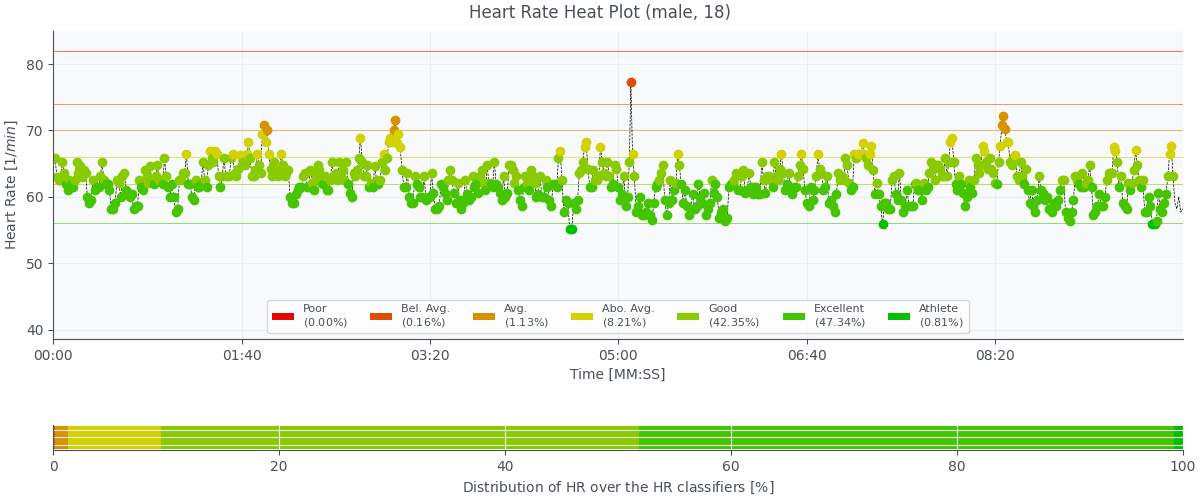 Heart Rate Heat Plot (male, 18)
Heart Rate [1/min]
80
70
60
50
40
Poor Bel. Avg. Avg. Abo. Avg. Good Excellent Athlete
(0.00%) (0.16%) (1.13%) (8.21%) (42.35%) (47.34%) (0.81%)
00:00 01:40 03:20 05:00 06:40 08:20
Time [MM:SS]
0 20 40 60 80 100
Distribution of HR over the HR classifiers [%]